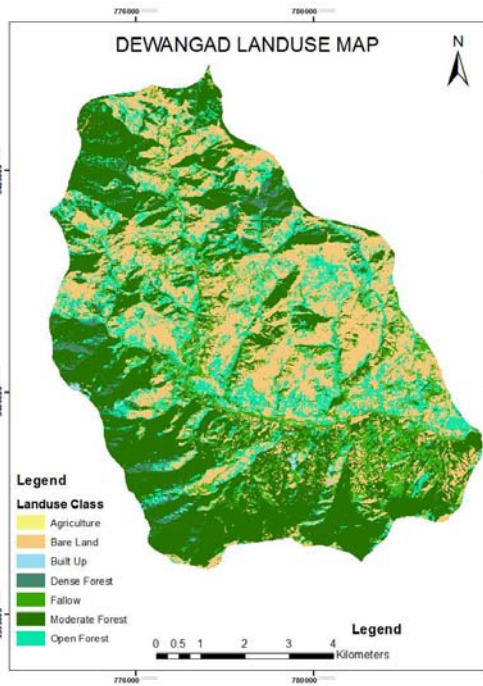 776000 780000
DEWANGAD LANDUSE MAP
N
Legend
Landuse Class
Agriculture
Bare Land
Built Up
Dense Forest
Fallow
Moderate Forest
Open Forest
Legend
0 0.5 1 2 3 4
Kilometers
776000 780000